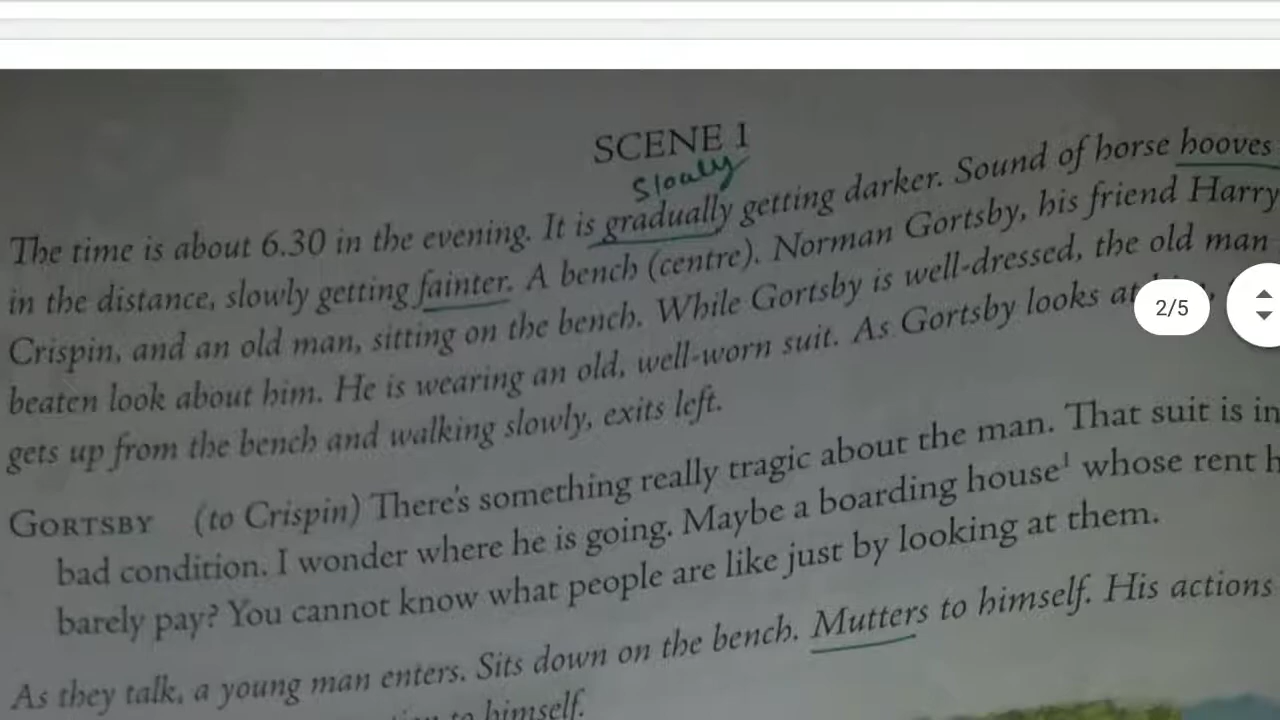 SCENE 1
Slowly
The time is about 6.30 in the evening. It is gradually getting darker. Sound of horse hooves
in the distance, slowly getting fainter. A bench (centre). Norman Gortsby, his friend Harry
Crispin, and an old man, sitting on the bench. While Gortsby is well-dressed, the old man
beaten look about him. He is wearing an old, well-worn suit. As Gortsby looks at
2/5
gets up from the bench and walking slowly, exits left.
GORTSBY (to Crispin) There's something really tragic about the man. That suit is in
bad condition. I wonder where he is going. Maybe a boarding house¹ whose rent h
barely pay? You cannot know what people are like just by looking at them.
As they talk, a young man enters. Sits down on the bench. Mutters to himself. His actions
to himself.